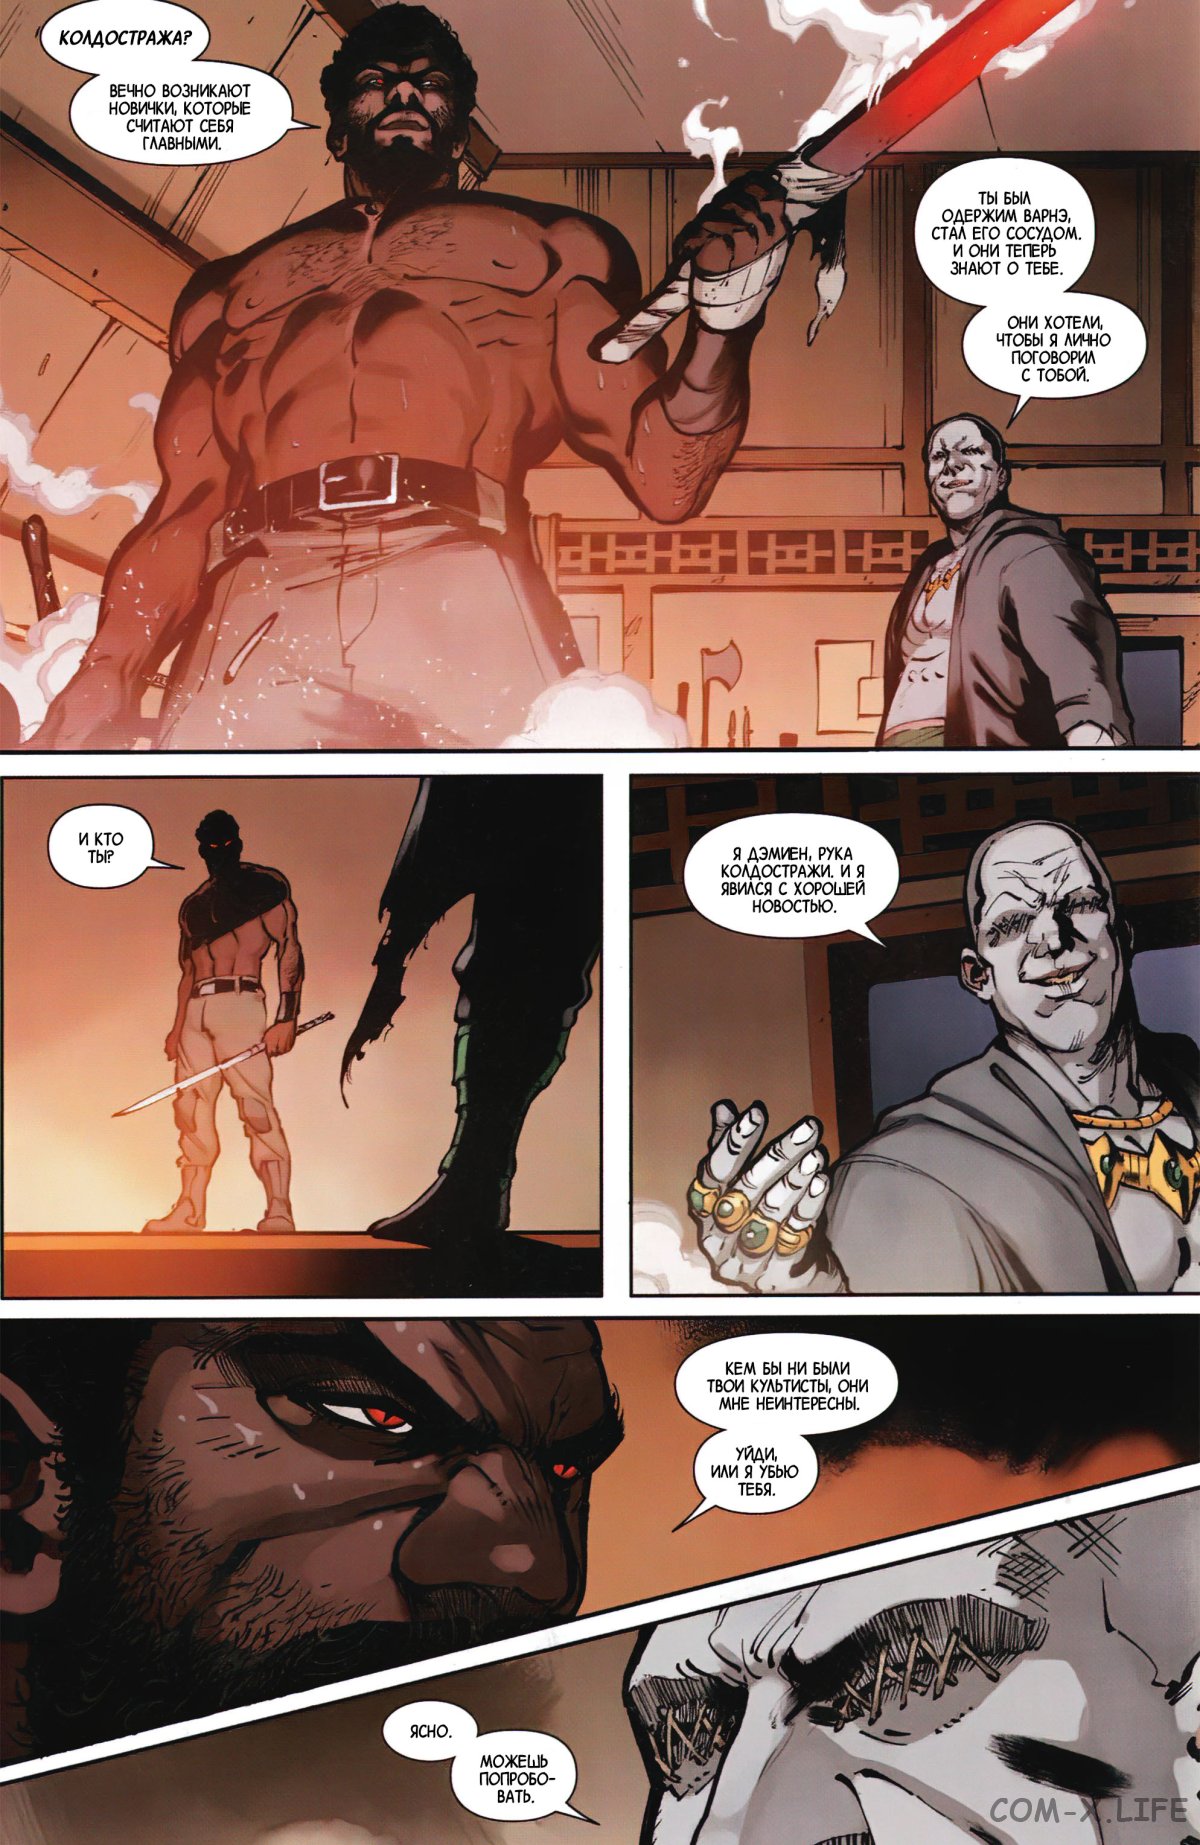 КОЛДОСТРАЖА?
ВЕЧНО ВОЗНИКАЮТ
НОВИЧКИ, КОТОРЫЕ
СЧИТАЮТ СЕБЯ
ГЛАВНЫМИ.
ТЫ БЫЛ
ОДЕРЖИМ ВАРНЭ,
СТАЛ ЕГО СОСУДОМ.
И ОНИ ТЕПЕРЬ
ЗНАЮТ О ТЕБЕ.
ОНИ ХОТЕЛИ,
ЧТОБЫ Я ЛИЧНО
ПОГОВОРИЛ
С ТОБОЙ.
И КТО
ТЫ?
Я ДЭМИЕН, РУКА
КОЛДОСТРАЖИ. И Я
ЯВИЛСЯ С ХОРОШЕЙ
НОВОСТЬЮ.
КЕМ БЫ НИ БЫЛИ
ТВОИ КУЛЬТИСТЫ, ОНИ
МНЕ НЕИНТЕРЕСНЫ.
УЙДИ,
ИЛИ Я УБЬЮ
ТЕБЯ.
ЯСНО.
МОЖЕШЬ
ПОПРОБО-
ВАТЬ.
COM-X.LIFE